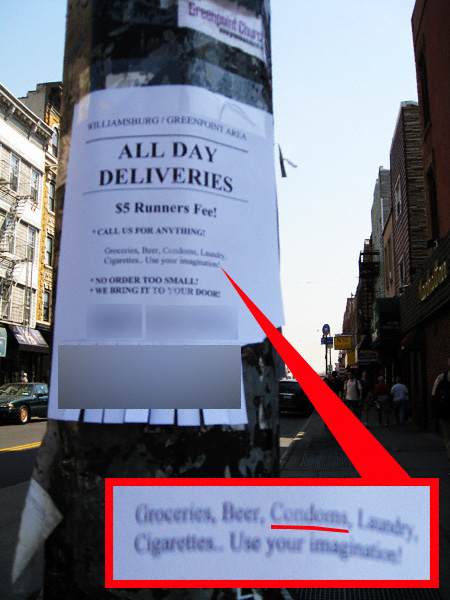 Greenpoint Church
WILLIAMSBURG / GREENPOINT AREA
ALL DAY
DELIVERIES
$5 Runners Fee!
* CALL US FOR ANYTHING!
Groceries, Beer, Condoms, Laundry,
Cigarettes.. Use your imagination!
* NO ORDER TOO SMALL!
* WE BRING IT TO YOUR DOOR!
Groceries, Beer, Condoms, Laundry,
Cigarettes.. Use your imagination!